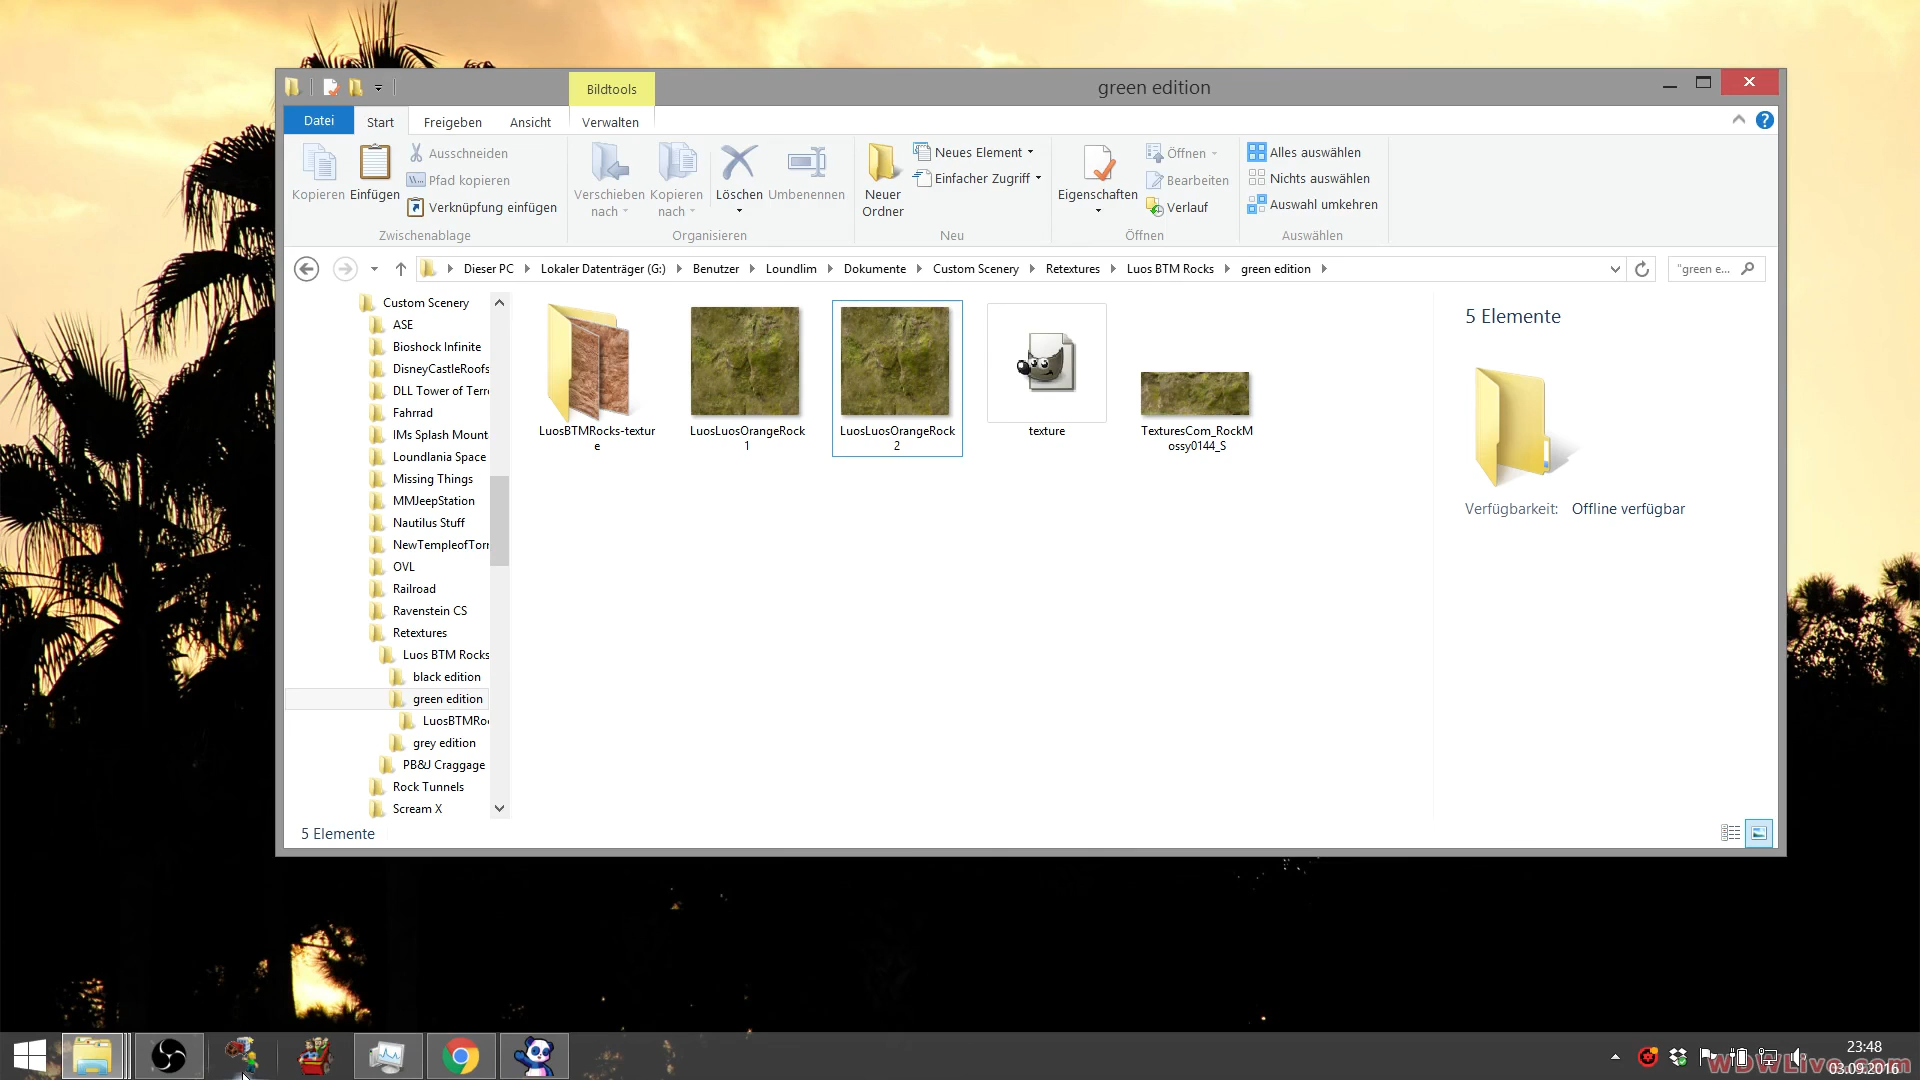 Bildtools
green edition
Datei
Start
Freigeben
Ansicht
Verwalten
Kopieren
Einfügen
Ausschneiden
Pfad kopieren
Verknüpfung einfügen
Zwischenablage
Verschieben
nach
Kopieren
nach
Löschen
Umbenennen
Organisieren
Neuer
Ordner
Neues Element
Einfacher Zugriff
Neu
Eigenschaften
Öffnen
Bearbeiten
Verlauf
Öffnen
Alles auswählen
Nichts auswählen
Auswahl umkehren
Auswählen
Dieser PC
Lokaler Datenträger (G:)
Benutzer
Loundlim
Dokumente
Custom Scenery
Retextures
Luos BTM Rocks
green edition
"green e...
Custom Scenery
ASE
Bioshock Infinite
DisneyCastleRoofs
DLL Tower of Terr
Fahrrad
IMs Splash Mount
Loundlania Space
Missing Things
MMJeepStation
Nautilus Stuff
NewTempleofTorr
OVL
Railroad
Ravenstein CS
Retextures
Luos BTM Rocks
black edition
green edition
LuosBTMRoc
grey edition
PB&J Craggage
Rock Tunnels
Scream X
LuosBTMRocks-textur
e
LuosLuosOrangeRock
1
LuosLuosOrangeRock
2
texture
TexturesCom_RockM
ossy0144_S
5 Elemente
Verfügbarkeit: Offline verfügbar
5 Elemente
23:48
03.09.2016
WDWLive.com